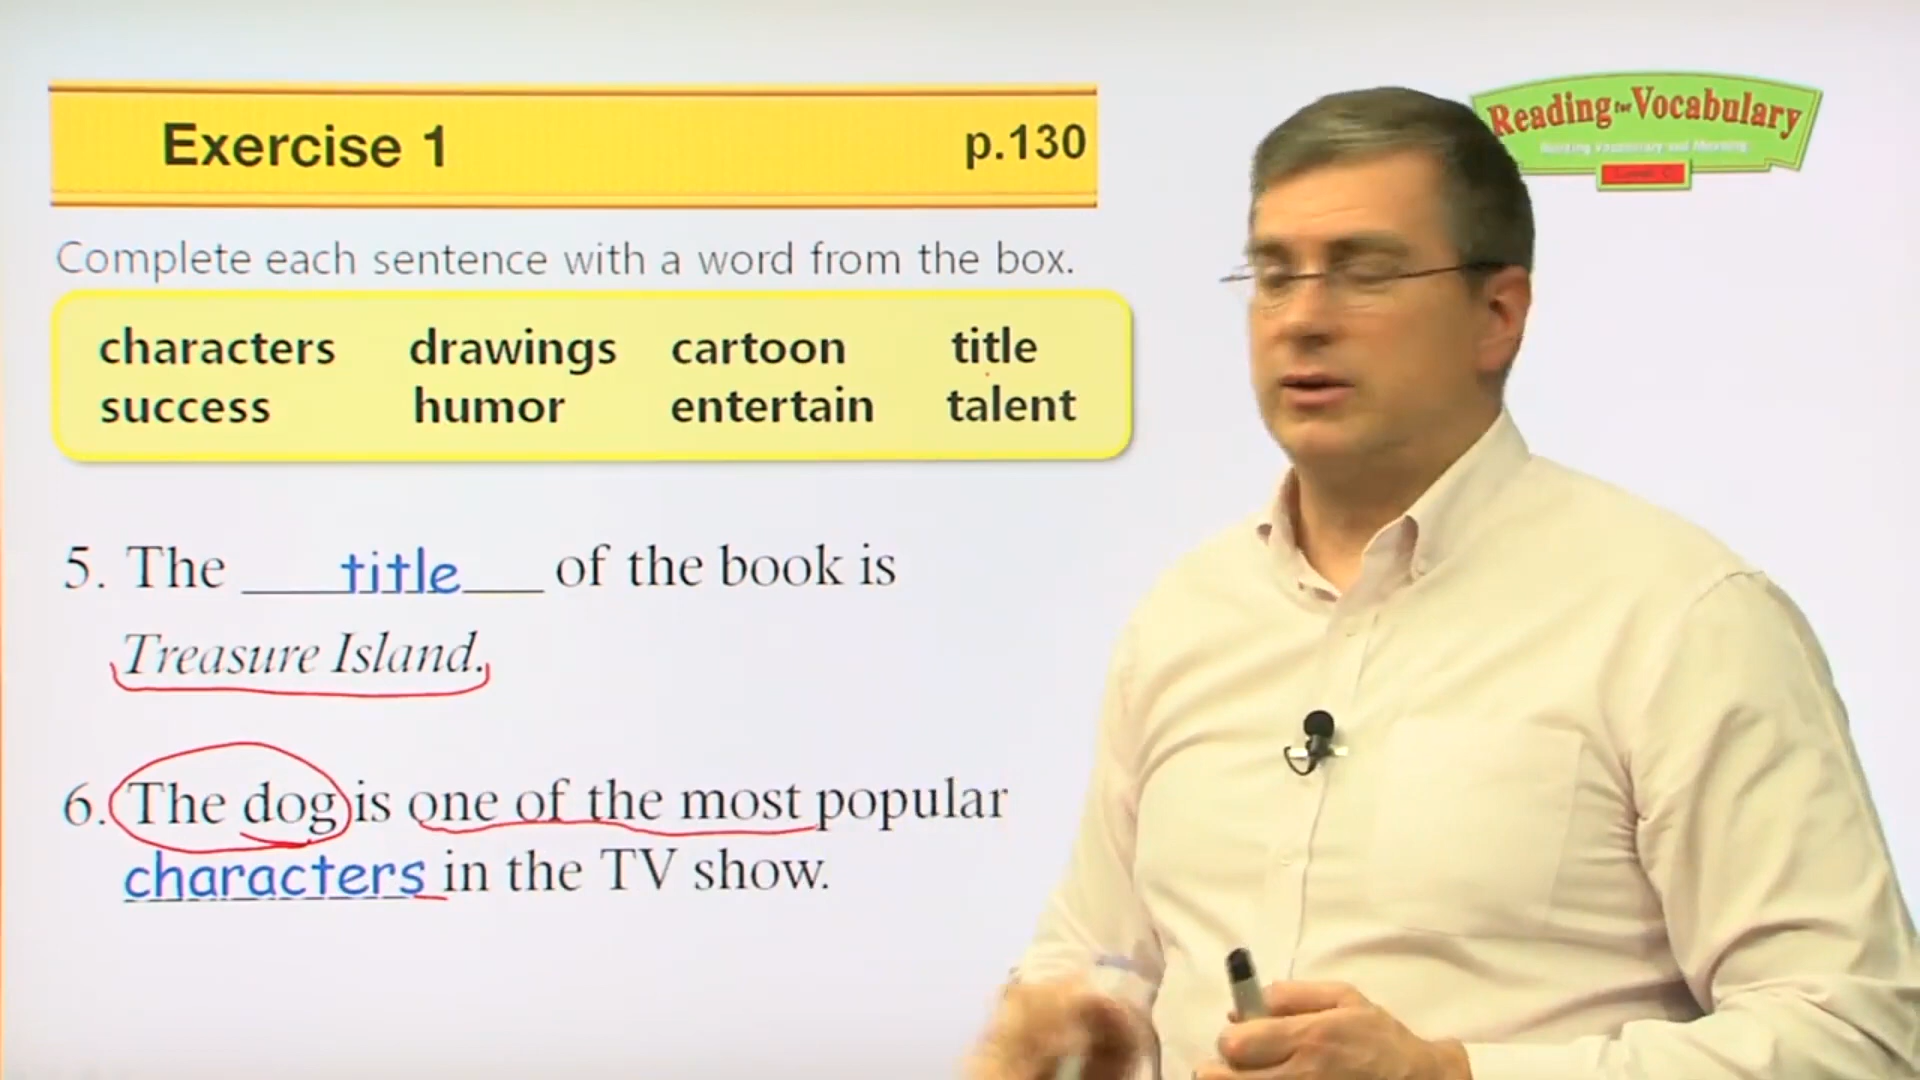 Exercise 1 p.130
Reading for Vocabulary
Complete each sentence with a word from the box.
characters drawings cartoon title
success humor entertain talent
5. The title of the book is
Treasure Island.
6. The dog is one of the most popular
characters in the TV show.